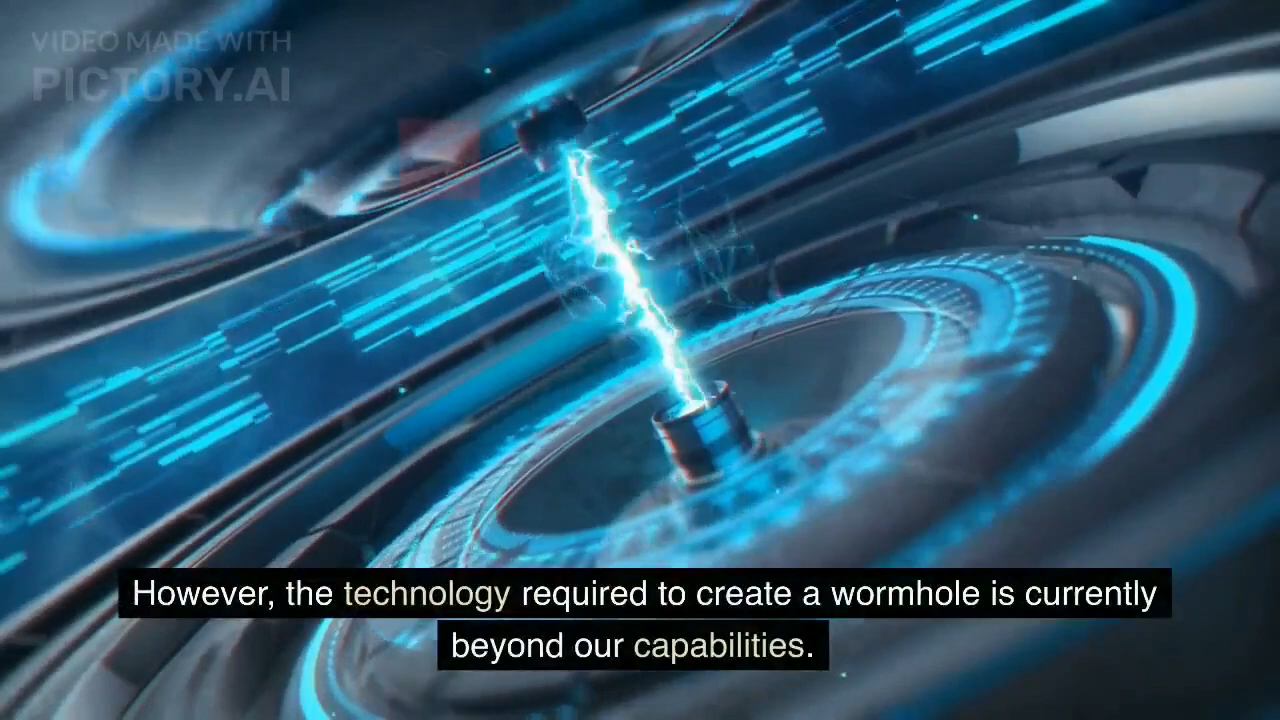 VIDEO MADE WITH
PICTORY.AI
However, the technology required to create a wormhole is currently
beyond our capabilities.